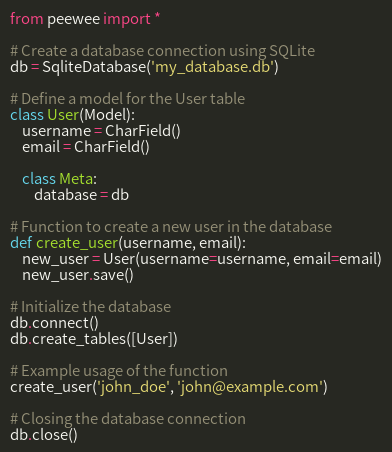 from peewee import *

# Create a database connection using SQLite
db = SqliteDatabase('my_database.db')

# Define a model for the User table
class User(Model):
    username = CharField()
    email = CharField()

    class Meta:
        database = db

# Function to create a new user in the database
def create_user(username, email):
    new_user = User(username=username, email=email)
    new_user.save()

# Initialize the database
db.connect()
db.create_tables([User])

# Example usage of the function
create_user('john_doe', 'john@example.com')

# Closing the database connection
db.close()